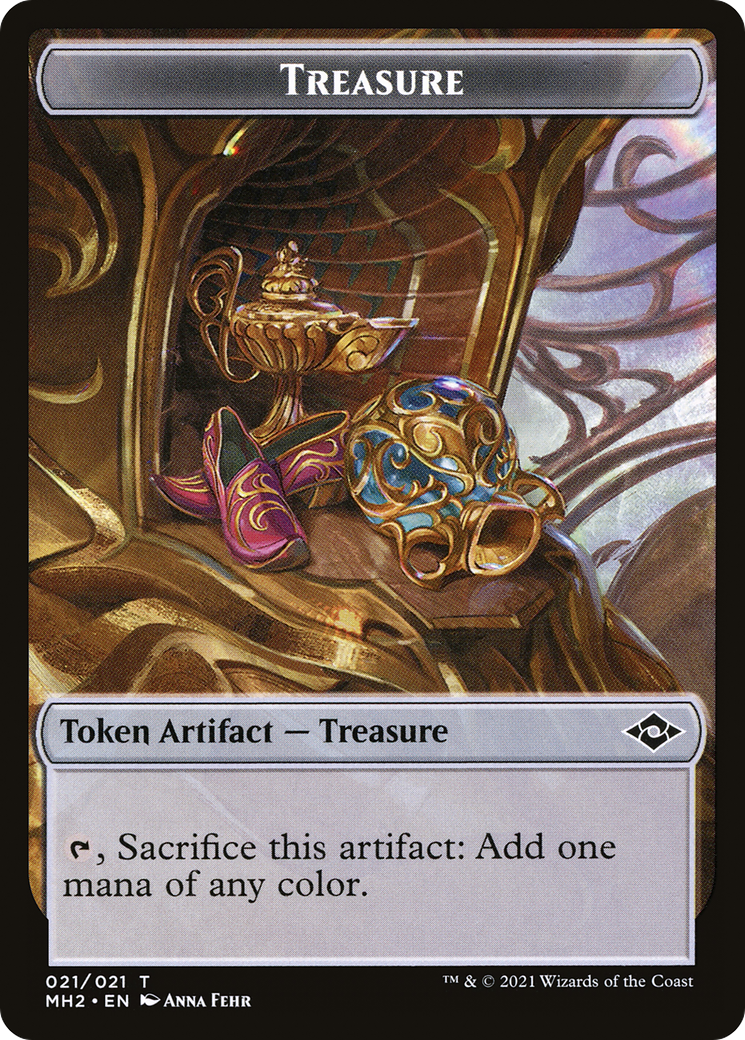 Treasure
Token Artifact — Treasure
, Sacrifice this artifact: Add one
mana of any color.
021/021 T
MH2 • EN Anna Fehr
™ & © 2021 Wizards of the Coast